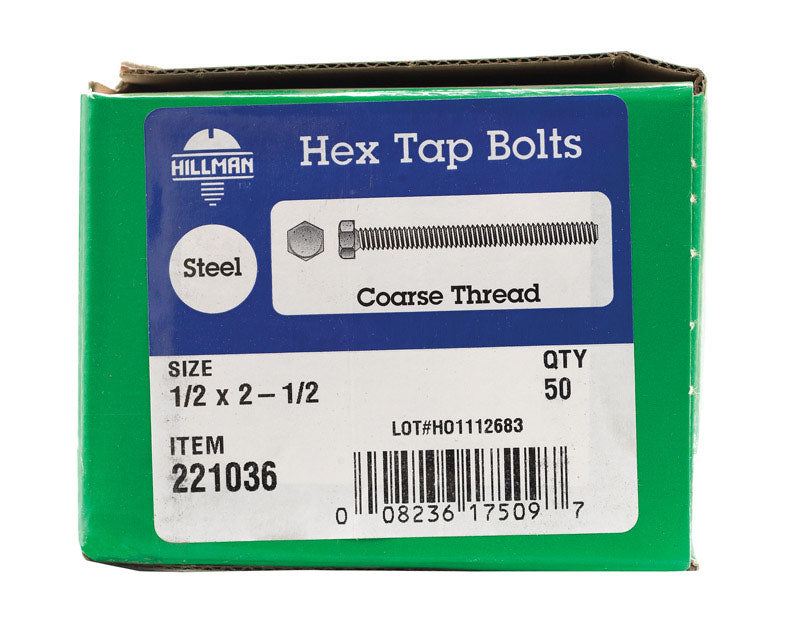 HILLMAN
Hex Tap Bolts
Steel
Coarse Thread
SIZE
1/2 x 2 – 1/2
QTY
50
ITEM
221036
LOT#HO1112683
0 08236 17509 7